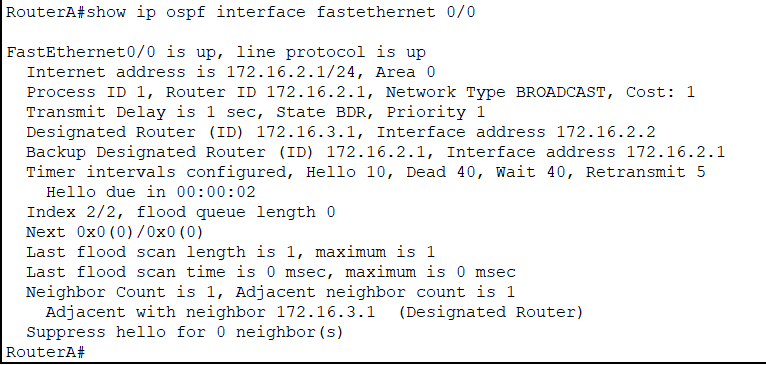 RouterA#show ip ospf interface fastethernet 0/0
FastEthernet0/0 is up, line protocol is up
Internet address is 172.16.2.1/24, Area 0
Process ID 1, Router ID 172.16.2.1, Network Type BROADCAST, Cost: 1
Transmit Delay is 1 sec, State BDR, Priority 1
Designated Router (ID) 172.16.3.1, Interface address 172.16.2.2
Backup Designated Router (ID) 172.16.2.1, Interface address 172.16.2.1
Timer intervals configured, Hello 10, Dead 40, Wait 40, Retransmit 5
Hello due in 00:00:02
Index 2/2, flood queue length 0
Next 0x0(0)/0x0(0)
Last flood scan length is 1, maximum is 1
Last flood scan time is 0 msec, maximum is 0 msec
Neighbor Count is 1, Adjacent neighbor count is 1
Adjacent with neighbor 172.16.3.1 (Designated Router)
Suppress hello for 0 neighbor(s)
RouterA#